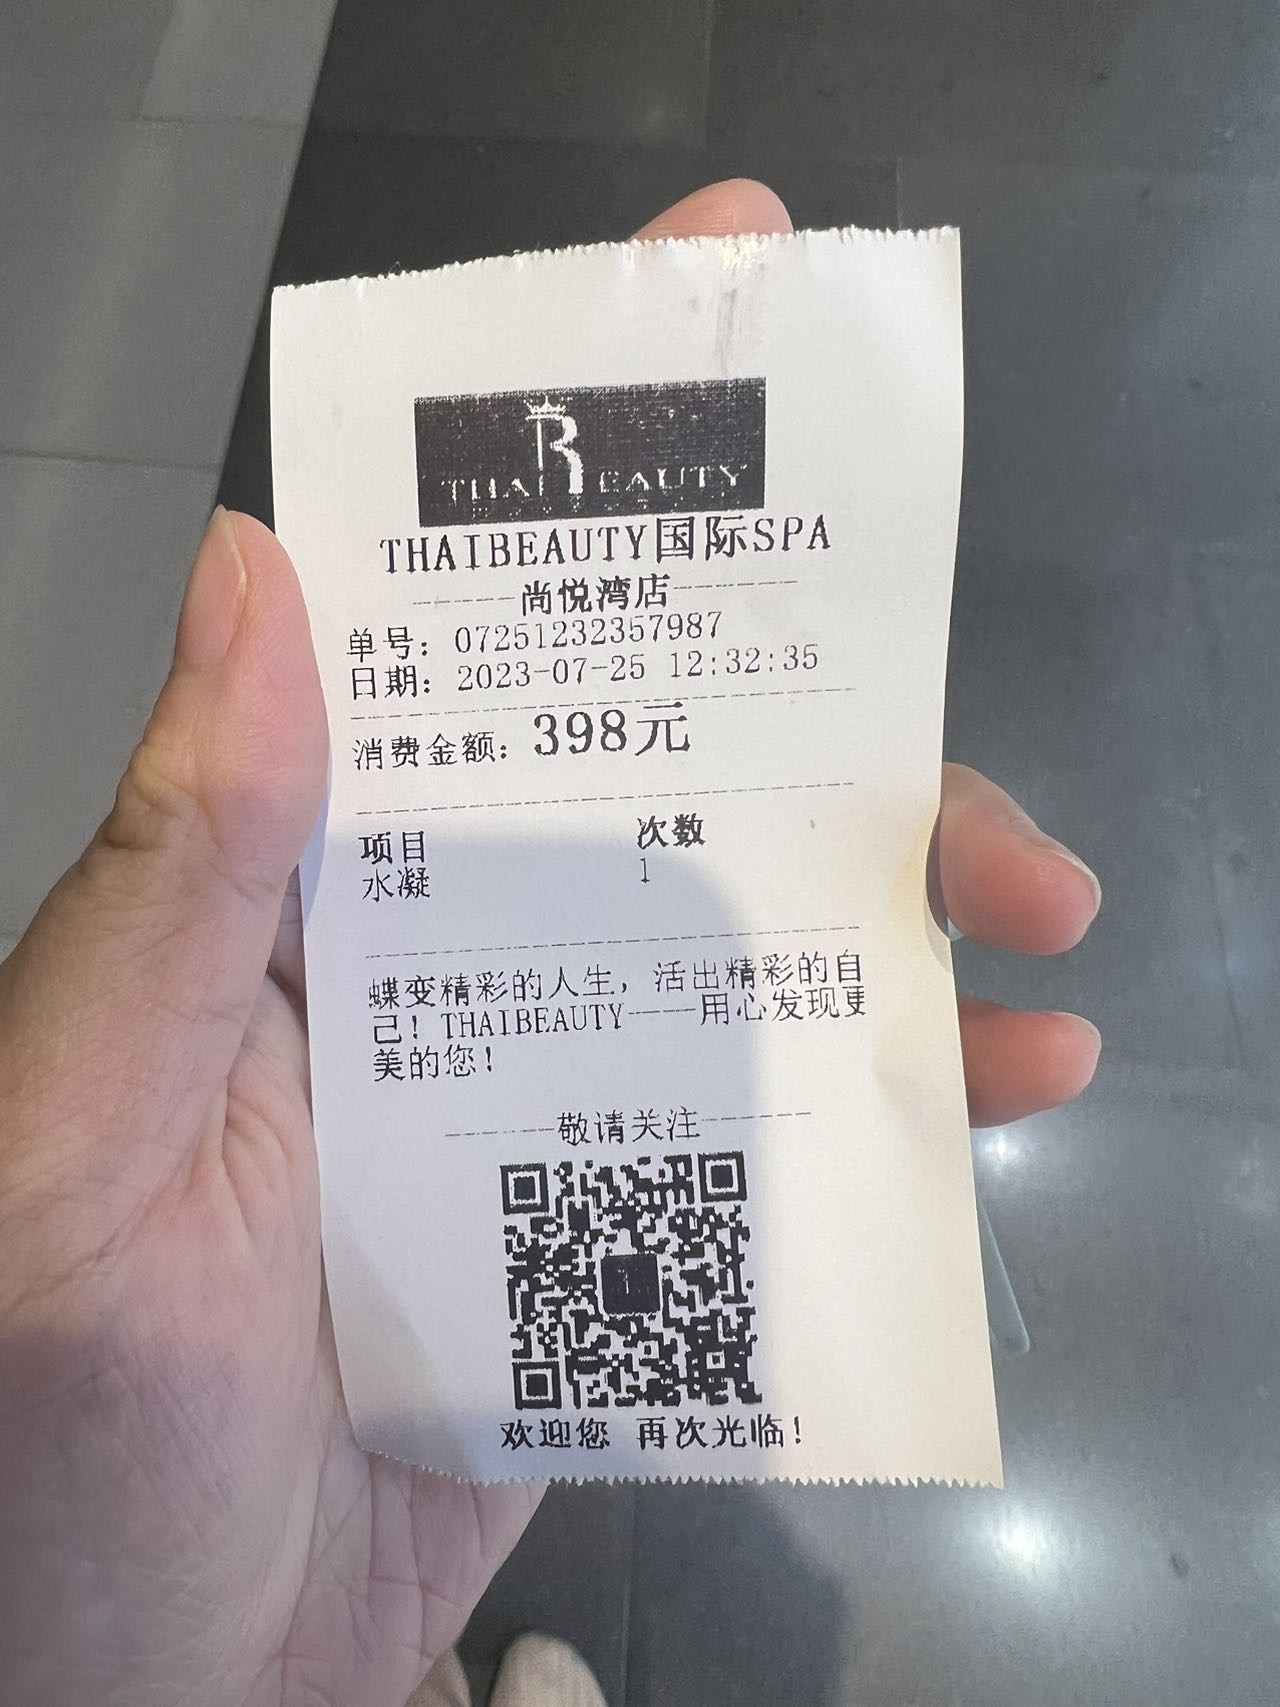 THAI BEAUTY
THAIBEAUTY国际SPA
------尚悦湾店-------
单号: 07251232357987
日期: 2023-07-25 12:32:35
消费金额: 398元
项目 次数
水凝 1
蝶变精彩的人生, 活出精彩的自
己! THAIBEAUTY----用心发现更
美的您!
------敬请关注------
欢迎您 再次光临!